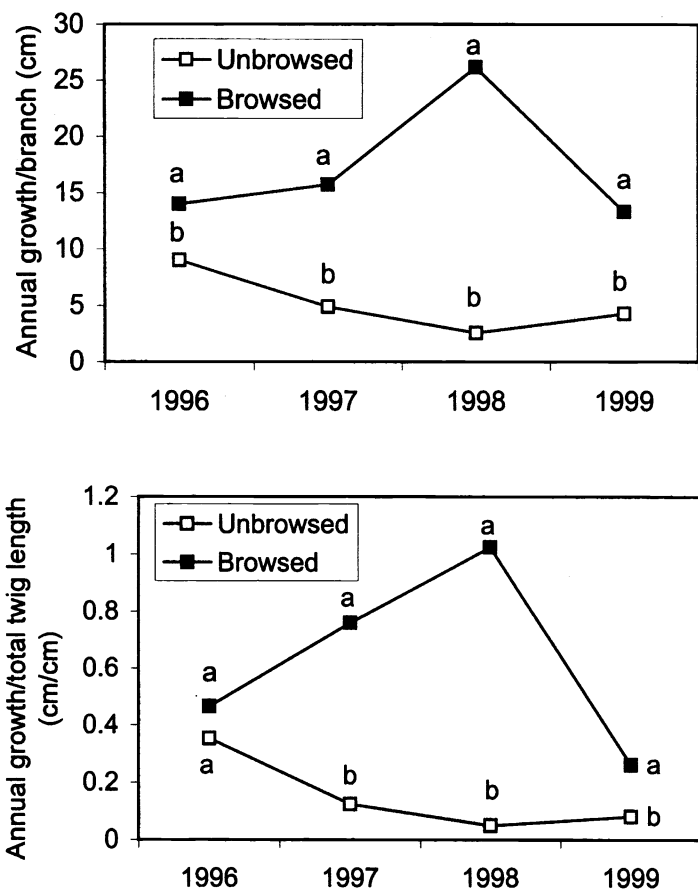 Annual growth/branch (cm)
30
25
20
15
10
5
0
Unbrowsed
Browsed
a
a
a
a
b
b
b
b
1996 1997 1998 1999
Annual growth/total twig length
(cm/cm)
1.2
1
0.8
0.6
0.4
0.2
0
Unbrowsed
Browsed
a
a
a
a
a
b
b
b
1996 1997 1998 1999